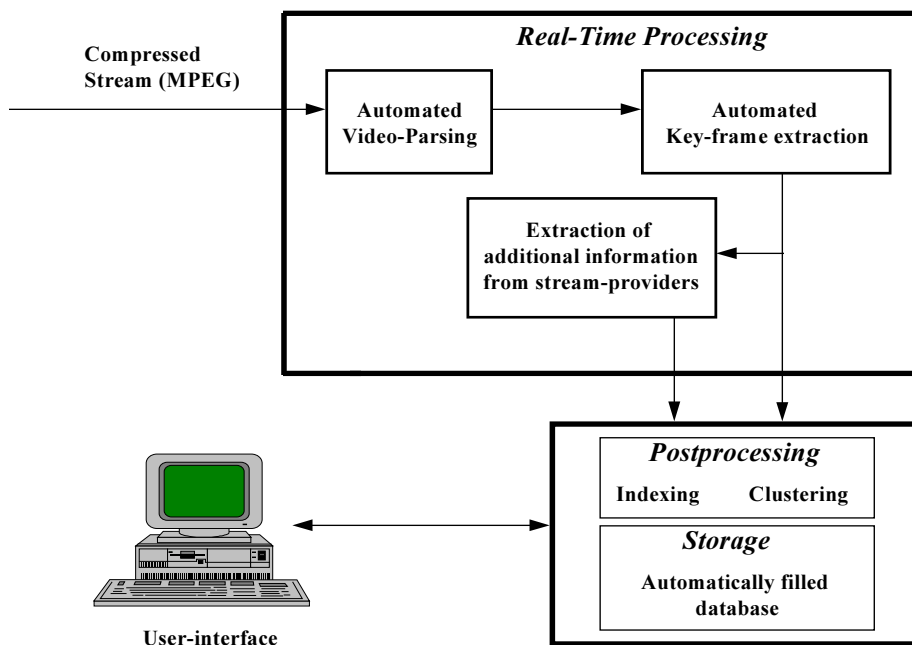 Real-Time Processing
Compressed
Stream (MPEG)
Automated
Video-Parsing
Automated
Key-frame extraction
Extraction of
additional information
from stream-providers
Postprocessing
Indexing Clustering
Storage
Automatically filled
database
User-interface